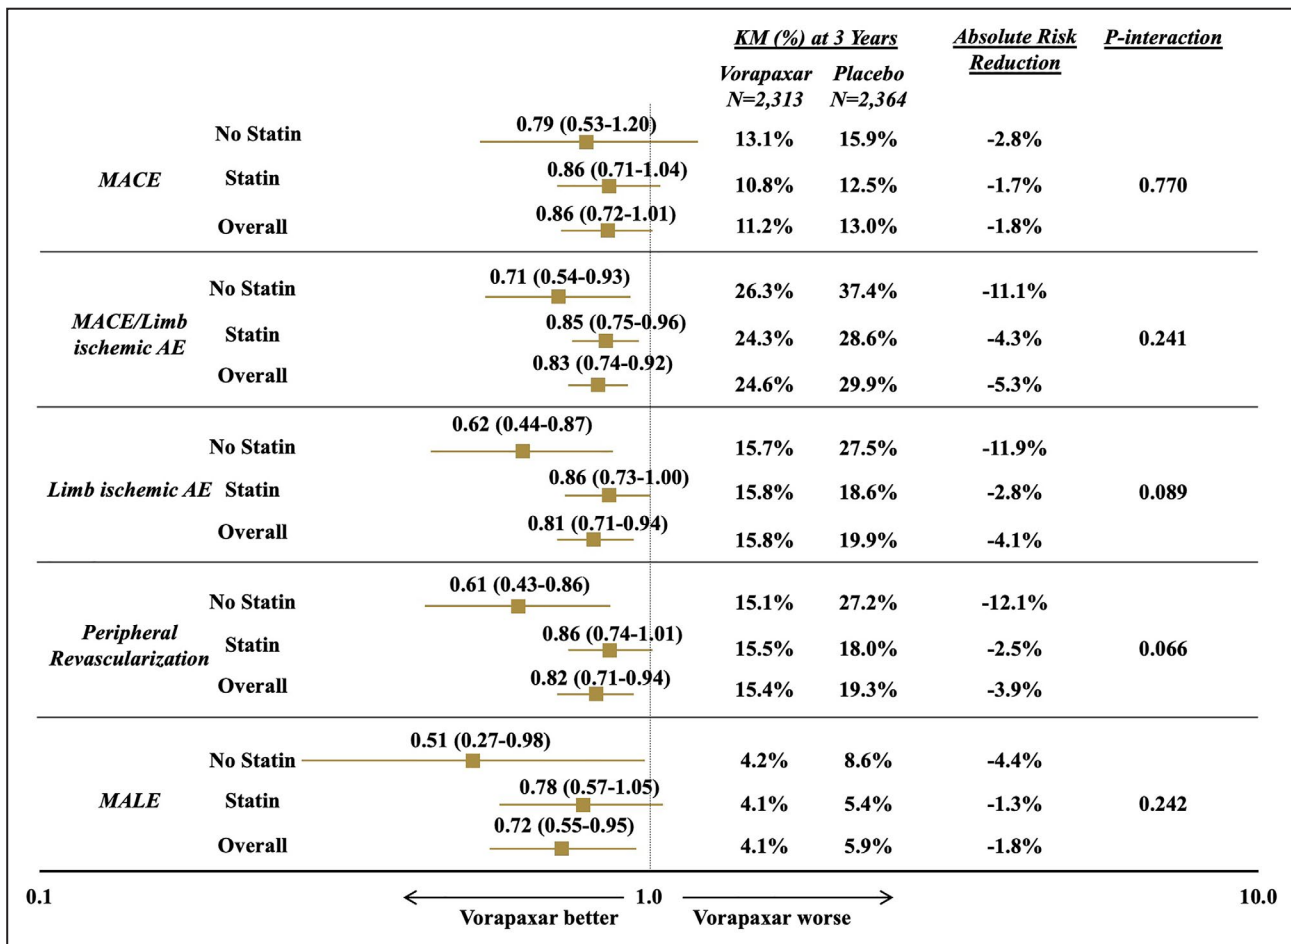 KM (%) at 3 Years Absolute Risk Reduction P-interaction
Vorapaxar N=2,313 Placebo N=2,364
MACE
No Statin 0.79 (0.53-1.20) 13.1% 15.9% -2.8%
Statin 0.86 (0.71-1.04) 10.8% 12.5% -1.7% 0.770
Overall 0.86 (0.72-1.01) 11.2% 13.0% -1.8%
MACE/Limb ischemic AE
No Statin 0.71 (0.54-0.93) 26.3% 37.4% -11.1%
Statin 0.85 (0.75-0.96) 24.3% 28.6% -4.3% 0.241
Overall 0.83 (0.74-0.92) 24.6% 29.9% -5.3%
Limb ischemic AE
No Statin 0.62 (0.44-0.87) 15.7% 27.5% -11.9%
Statin 0.86 (0.73-1.00) 15.8% 18.6% -2.8% 0.089
Overall 0.81 (0.71-0.94) 15.8% 19.9% -4.1%
Peripheral Revascularization
No Statin 0.61 (0.43-0.86) 15.1% 27.2% -12.1%
Statin 0.86 (0.74-1.01) 15.5% 18.0% -2.5% 0.066
Overall 0.82 (0.71-0.94) 15.4% 19.3% -3.9%
MALE
No Statin 0.51 (0.27-0.98) 4.2% 8.6% -4.4%
Statin 0.78 (0.57-1.05) 4.1% 5.4% -1.3% 0.242
Overall 0.72 (0.55-0.95) 4.1% 5.9% -1.8%
0.1 1.0 10.0
Vorapaxar better Vorapaxar worse